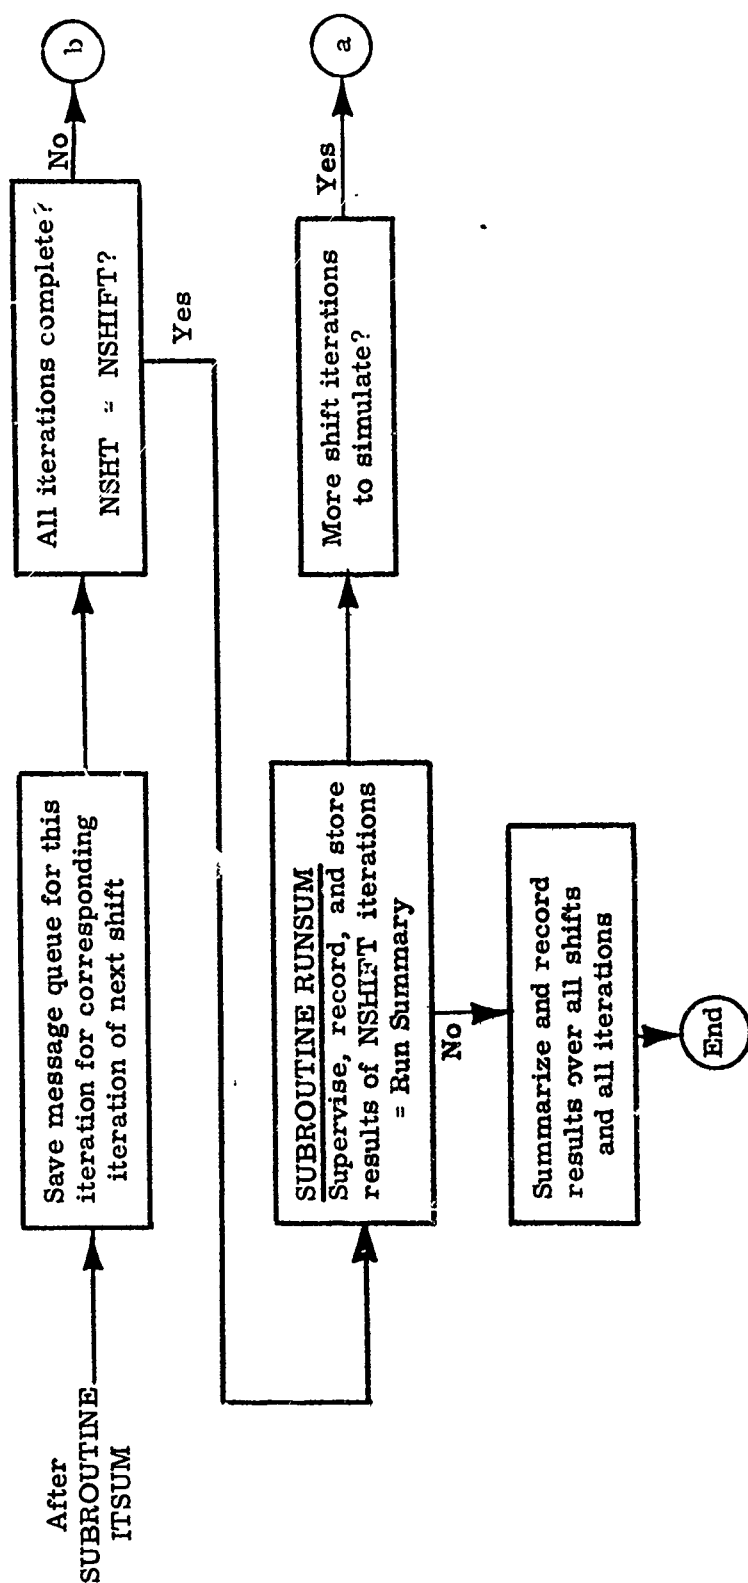 After
SUBROUTINE
ITSUM
Save message queue for this
iteration for corresponding
iteration of next shift
All iterations complete?
NSHT = NSHIFT?
No
b
Yes
SUBROUTINE RUNSUM
Supervise, record, and store
results of NSHIFT iterations
= Run Summary
More shift iterations
to simulate?
Yes
a
No
Summarize and record
results over all shifts
and all iterations
End